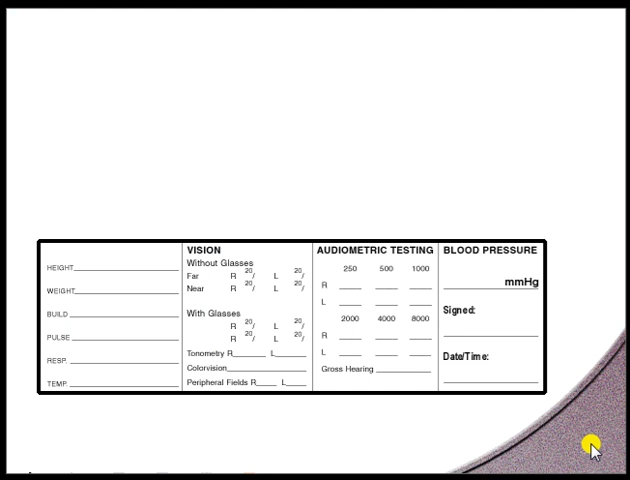 HEIGHT
WEIGHT
BUILD
PULSE
RESP.
TEMP.
VISION
Without Glasses
Far R 20/ L 20/
Near R 20/ L 20/
With Glasses
R 20/ L 20/
R 20/ L 20/
Tonometry R L
Colorvision
Peripheral Fields R L
AUDIOMETRIC TESTING
250 500 1000
R
L
2000 4000 8000
R
L
Gross Hearing
BLOOD PRESSURE
mmHg
Signed:
Date/Time: